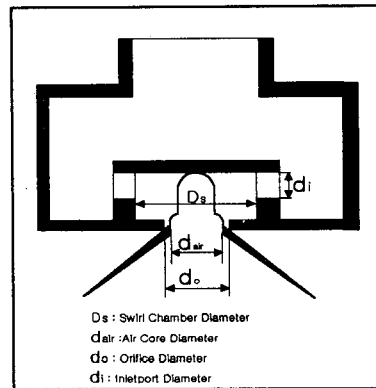 di
Ds
dair
do
Ds : Swirl Chamber Diameter
dair :Air Core Diameter
do : Orifice Diameter
di : Inletport Diameter